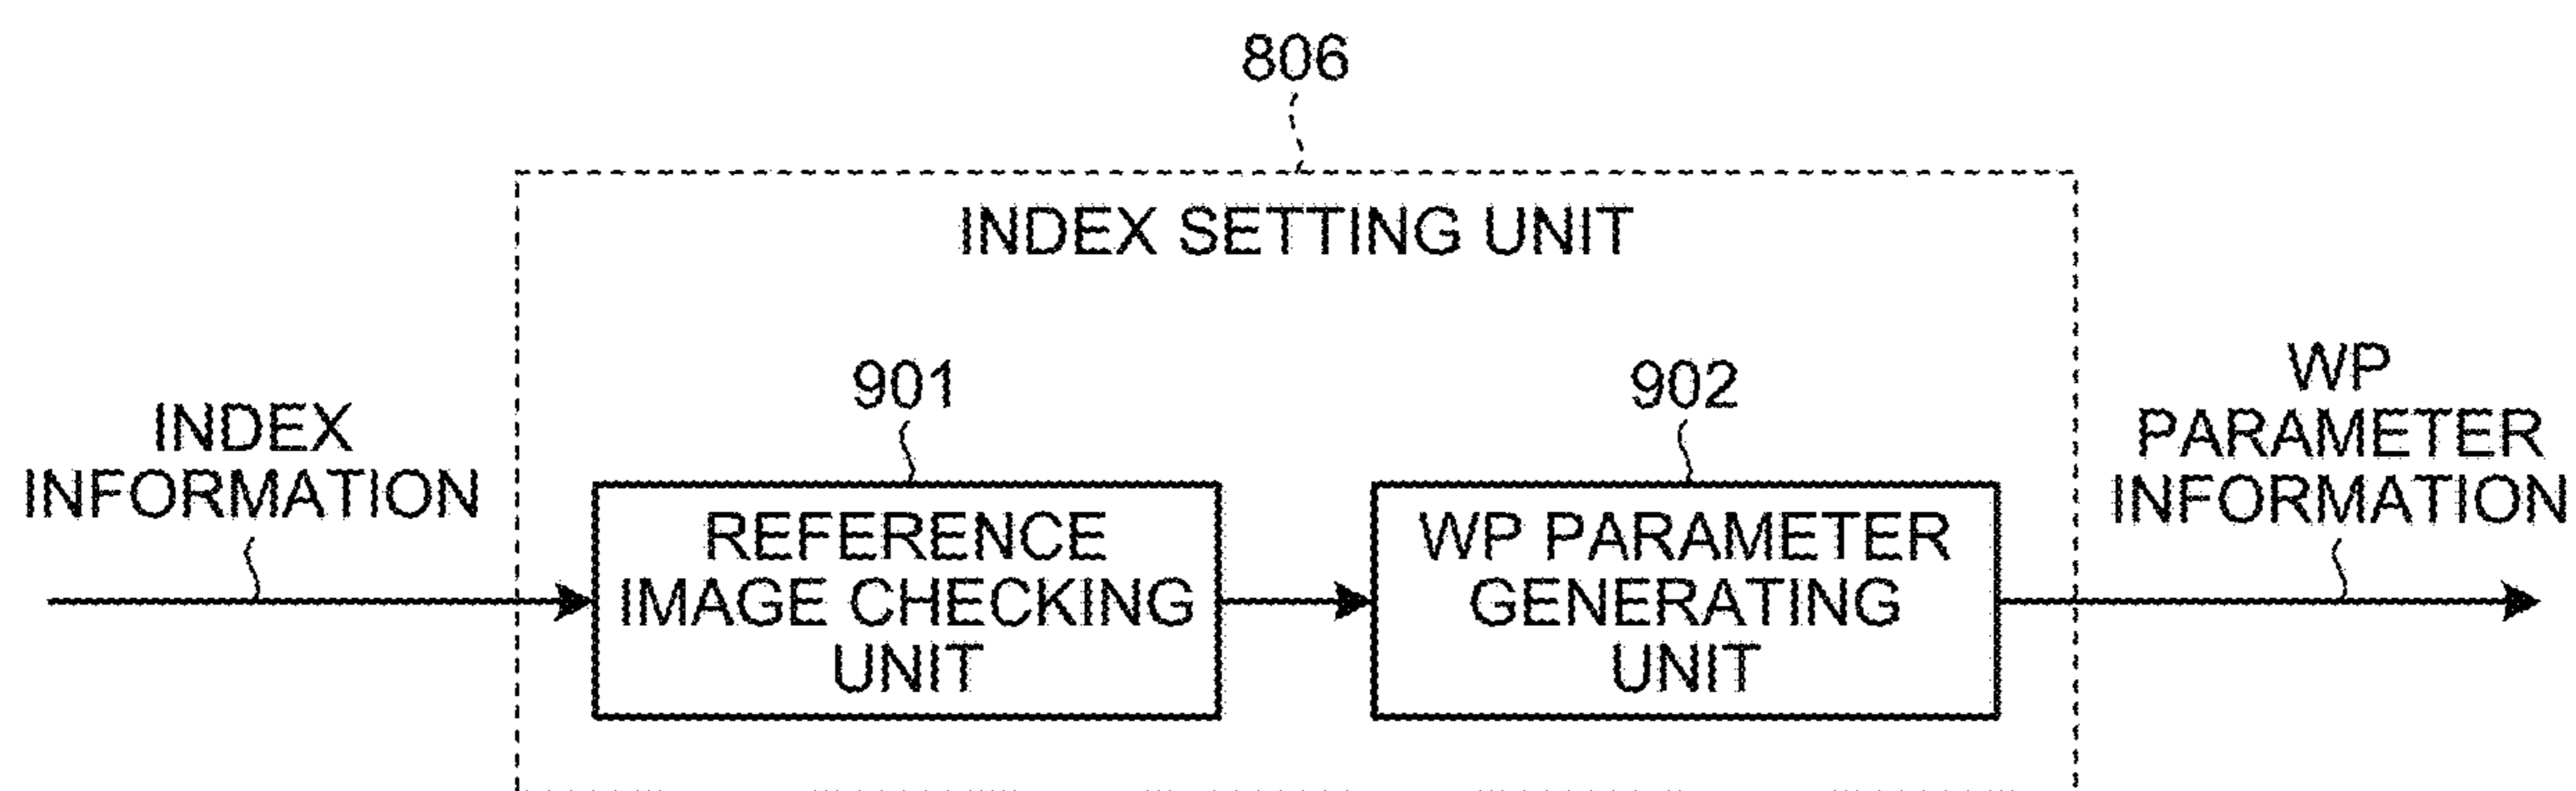 806
INDEX SETTING UNIT
INDEX
INFORMATION
901
REFERENCE
IMAGE CHECKING
UNIT
902
WP PARAMETER
GENERATING
UNIT
WP
PARAMETER
INFORMATION